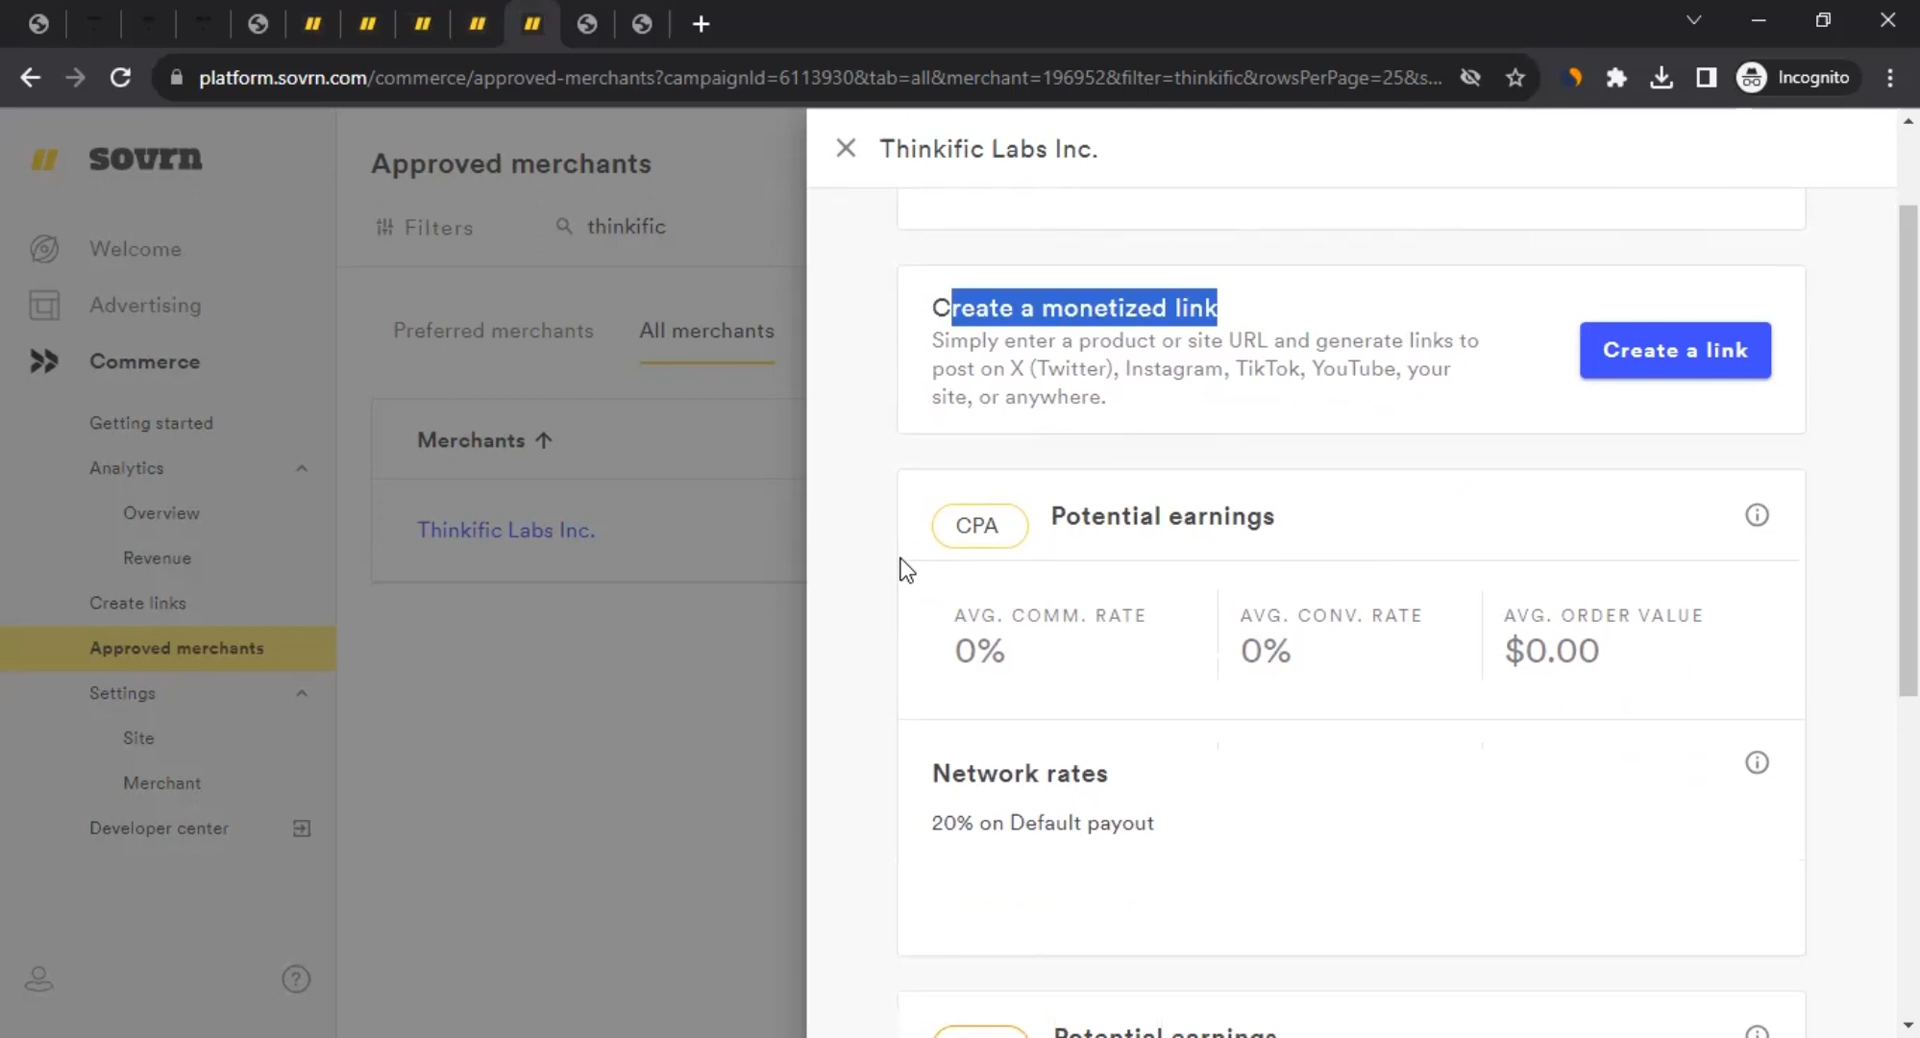 platform.sovrn.com/commerce/approved-merchants?campaignId=6113930&tab=all&merchant=196952&filter=thinkific&rowsPerPage=25&s...
Incognito
sovrn
Welcome
Advertising
Commerce
Getting started
Analytics
Overview
Revenue
Create links
Approved merchants
Settings
Site
Merchant
Developer center
Approved merchants
Filters
thinkific
Preferred merchants
All merchants
Merchants
Thinkific Labs Inc.
Thinkific Labs Inc.
Create a monetized link
Simply enter a product or site URL and generate links to
post on X (Twitter), Instagram, TikTok, YouTube, your
site, or anywhere.
Create a link
CPA
Potential earnings
AVG. COMM. RATE
0%
AVG. CONV. RATE
0%
AVG. ORDER VALUE
$0.00
Network rates
20% on Default payout
Potential earnings